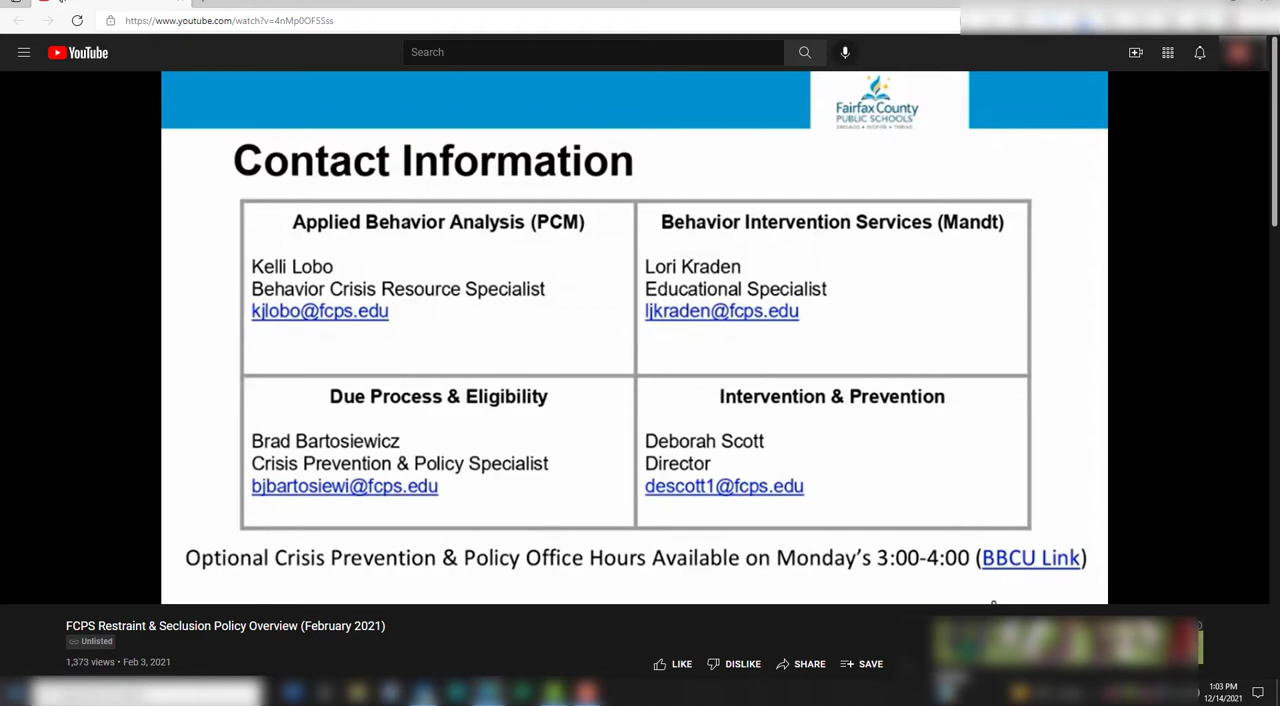 https://www.youtube.com/watch?v=4nMp0OF5Sss
YouTube
Search
Fairfax County
PUBLIC SCHOOLS
ENGAGE • INSPIRE • THRIVE
Contact Information
Applied Behavior Analysis (PCM)
Kelli Lobo
Behavior Crisis Resource Specialist
kjlobo@fcps.edu
Behavior Intervention Services (Mandt)
Lori Kraden
Educational Specialist
ljkraden@fcps.edu
Due Process & Eligibility
Brad Bartosiewicz
Crisis Prevention & Policy Specialist
bjbartosiewi@fcps.edu
Intervention & Prevention
Deborah Scott
Director
descott1@fcps.edu
Optional Crisis Prevention & Policy Office Hours Available on Monday's 3:00-4:00 (BBCU Link)
FCPS Restraint & Seclusion Policy Overview (February 2021)
Unlisted
1,373 views • Feb 3, 2021
LIKE DISLIKE SHARE SAVE
1:03 PM
12/14/2021